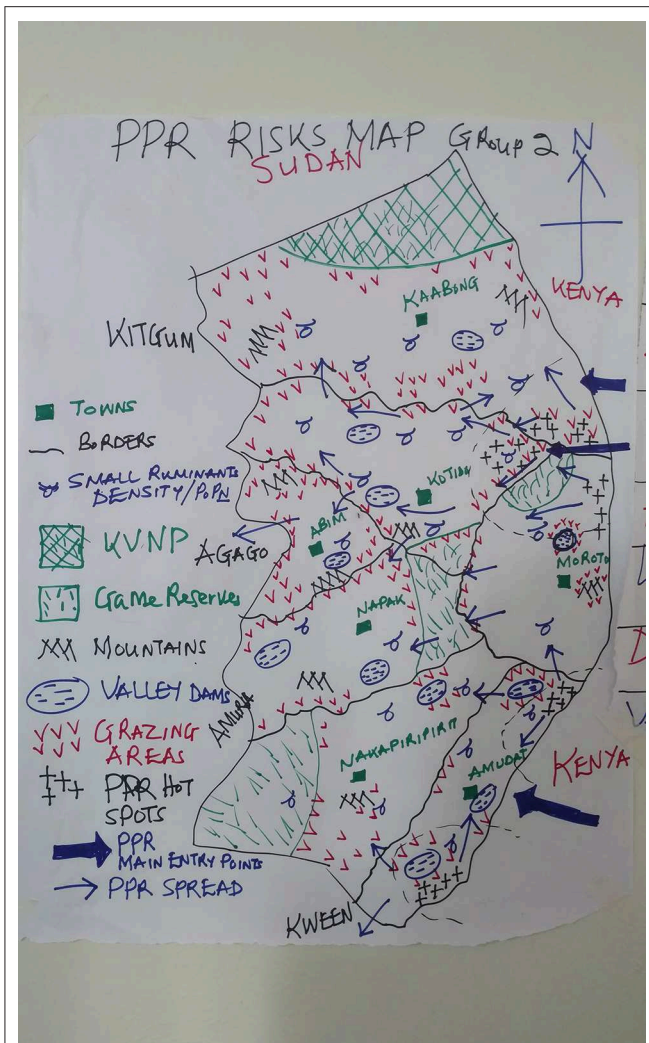 PPR RISKS MAP GROUP 2
N
SUDAN
KENYA
KAABONG
KITGUM
TOWNS
BORDERS
SMALL RUMINANTS
DENSITY/POPN
KOTIDO
ABIM
AGAGO
KVNP
MOROTO
Game Reserves
NAPAK
MOUNTAINS
VALLEY DAMS
AMURIA
GRAZING
AREAS
NAKAPIRIPIRIT
AMUDAT
KENYA
PPR HOT
SPOTS
PPR
MAIN ENTRY POINTS
PPR SPREAD
KWEEN